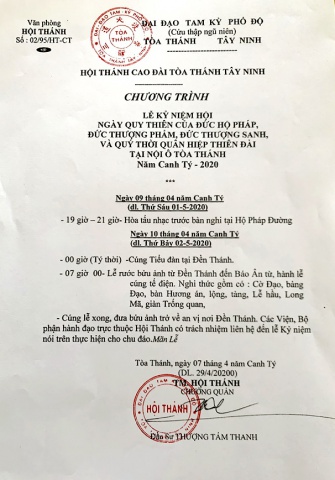 Văn phòng
HỘI THÁNH
Số : 02/95/HT-CT
ĐẠI ĐẠO TAM KỲ PHỔ ĐỘ
(Cửu thập ngũ niên)
TÒA THÁNH TÂY NINH
TÒA THÁNH
HỘI THÁNH CAO ĐÀI TÒA THÁNH TÂY NINH
CHƯƠNG TRÌNH
LỄ KỶ NIỆM HỘI
NGÀY QUY THIÊN CỦA ĐỨC HỘ PHÁP,
ĐỨC THƯỢNG PHẨM, ĐỨC THƯỢNG SANH,
VÀ QUÝ THỜI QUÂN HIỆP THIÊN ĐÀI
TẠI NỘI Ô TÒA THÁNH
Năm Canh Tý - 2020
***
Ngày 09 tháng 04 năm Canh Tý
(dl. Thứ Sáu 01-5-2020)
- 19 giờ – 21 giờ- Hòa tấu nhạc trước bàn nghi tại Hộ Pháp Đường
Ngày 10 tháng 04 năm Canh Tý
(dl. Thứ Bảy 02-5-2020)
- 00 giờ (Tý thời) -Cúng Tiểu đàn tại Đền Thánh.
- 07 giờ 00- Lễ rước bửu ảnh từ Đền Thánh đến Báo Ân từ, hành lễ
cúng tế điện. Nghi thức gồm có : Cờ Đạo, bảng
Đạo, bàn Hương án, lộng, tàng, Lễ hầu, Long
Mã, giàn Trống quan,
- Cúng lễ xong, đưa bửu ảnh trở về an vị nơi Đền Thánh. Các Viện, Bộ
phận hành đạo trực thuộc Hội Thánh có trách nhiệm liên hệ đến lễ Kỷ niệm
nói trên thực hiện cho chu đáo.Mãn Lễ
Tòa Thánh, ngày 07 tháng 4 năm Canh Tý
(DL. 29/4/20200)
TM. HỘI THÁNH
CHƯỞNG QUẢN
HỘI THÁNH
Đầu Sư THƯỢNG TÁM THANH